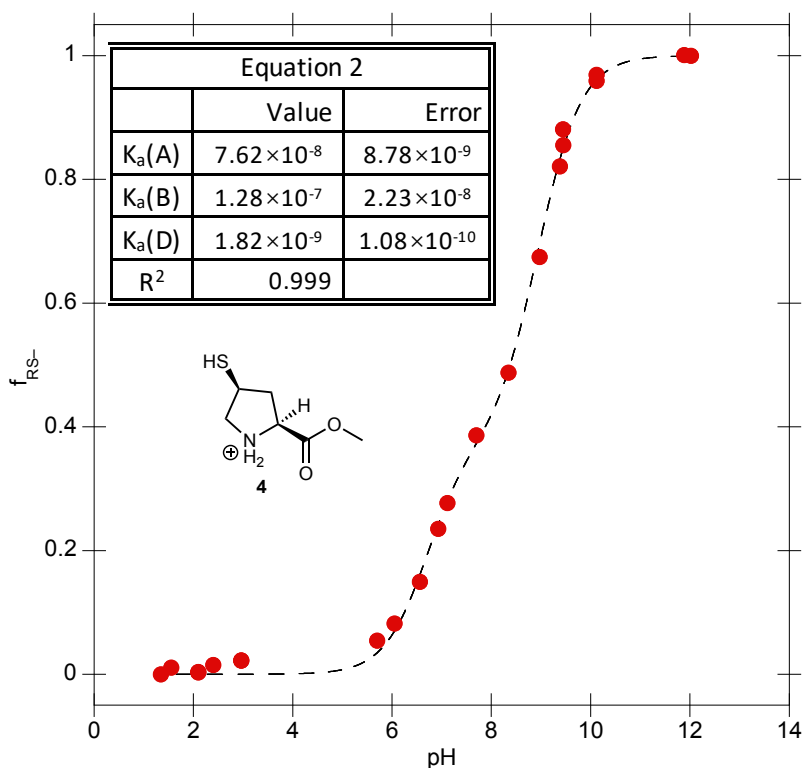 Equation 2
Value Error
Kₐ(A) 7.62×10⁻⁸ 8.78×10⁻⁹
Kₐ(B) 1.28×10⁻⁷ 2.23×10⁻⁸
Kₐ(D) 1.82×10⁻⁹ 1.08×10⁻¹⁰
R² 0.999
1
0.8
0.6
0.4
0.2
0
f RS–
HS
H
O
N
H₂
⊕
O
4
0 2 4 6 8 10 12 14
pH